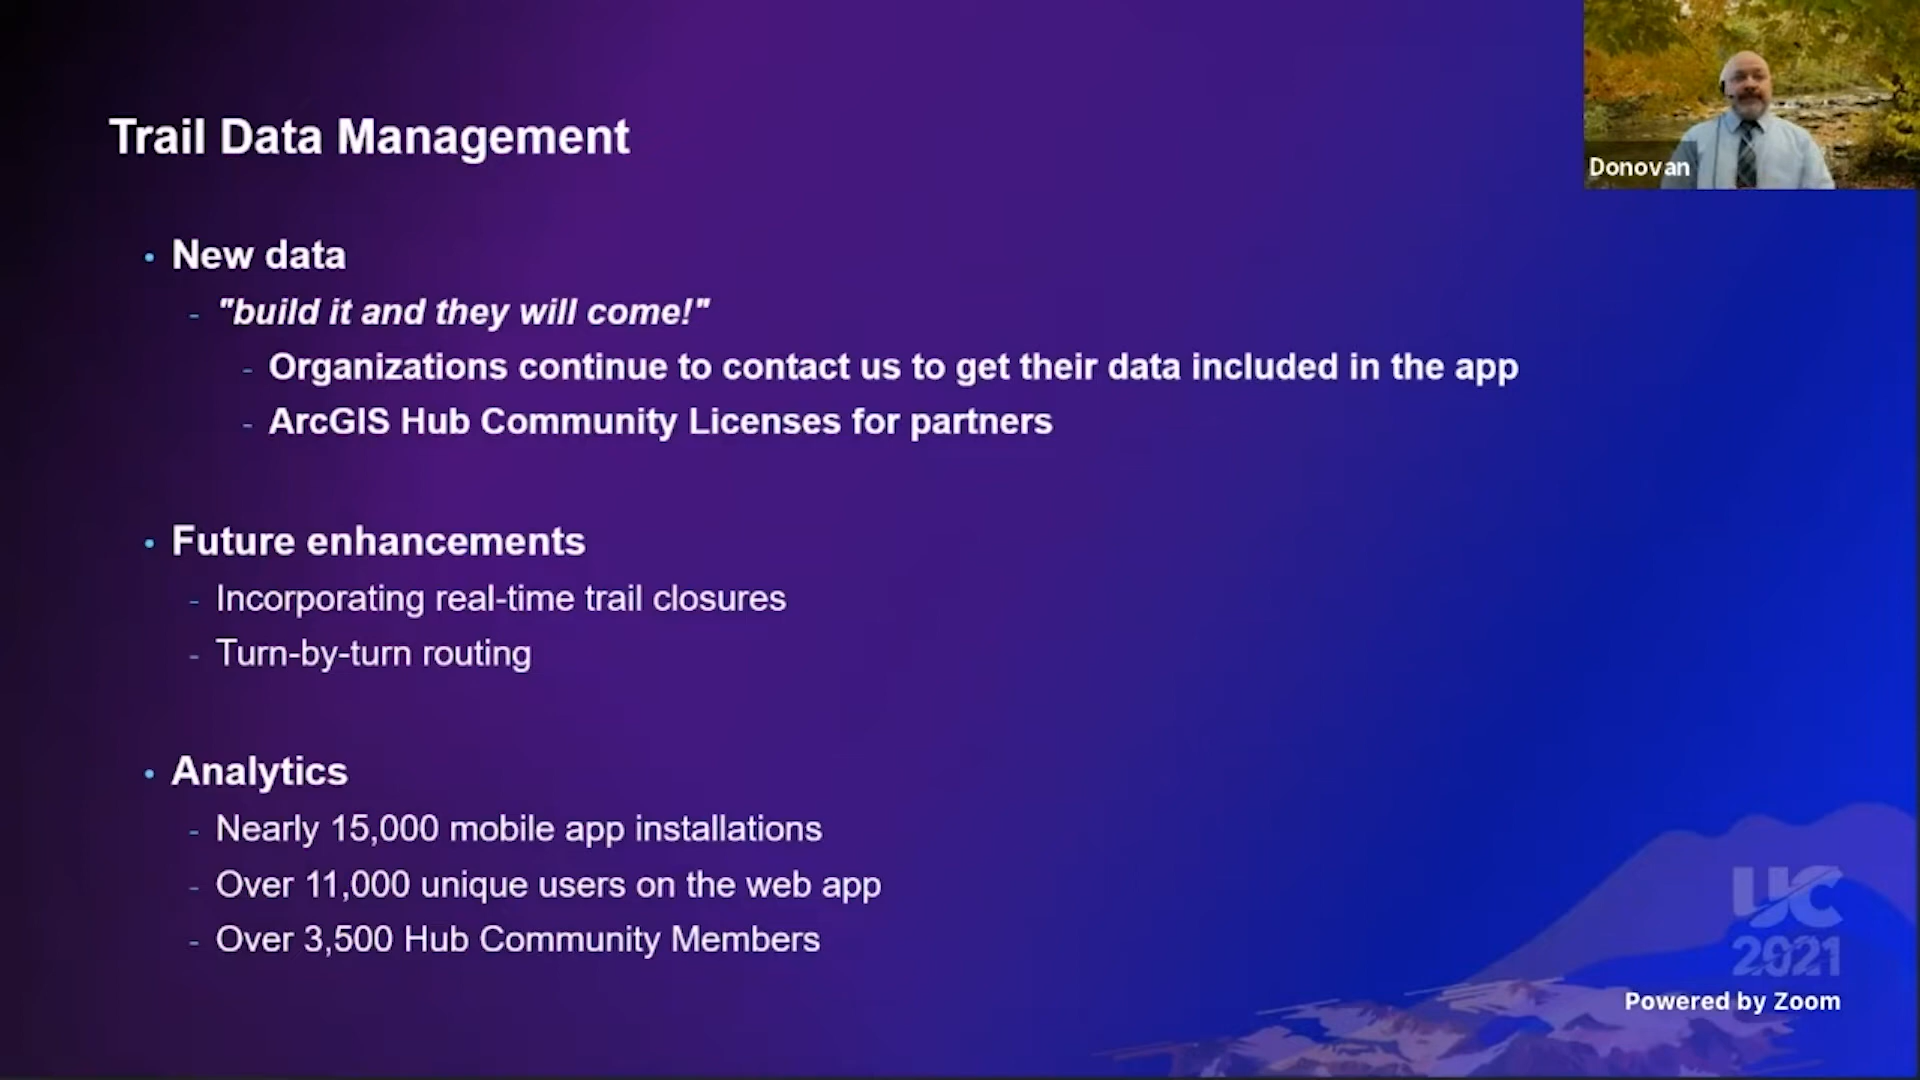 Trail Data Management
Donovan
• New data
- "build it and they will come!"
- Organizations continue to contact us to get their data included in the app
- ArcGIS Hub Community Licenses for partners
• Future enhancements
- Incorporating real-time trail closures
- Turn-by-turn routing
• Analytics
- Nearly 15,000 mobile app installations
- Over 11,000 unique users on the web app
- Over 3,500 Hub Community Members
UC
2021
Powered by Zoom